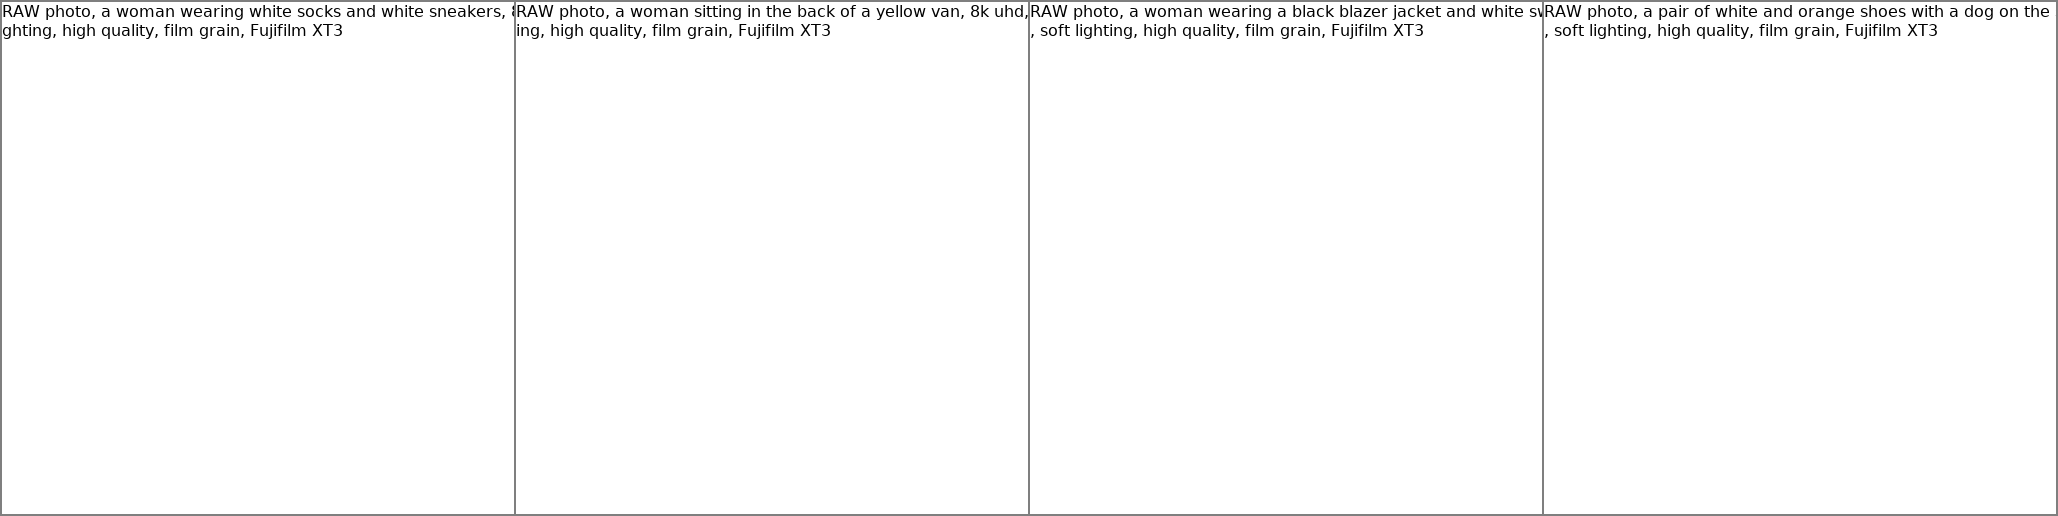 RAW photo, a woman wearing white socks and white sneakers,
ghting, high quality, film grain, Fujifilm XT3
RAW photo, a woman sitting in the back of a yellow van, 8k uhd,
ing, high quality, film grain, Fujifilm XT3
RAW photo, a woman wearing a black blazer jacket and white
, soft lighting, high quality, film grain, Fujifilm XT3
RAW photo, a pair of white and orange shoes with a dog on the
, soft lighting, high quality, film grain, Fujifilm XT3